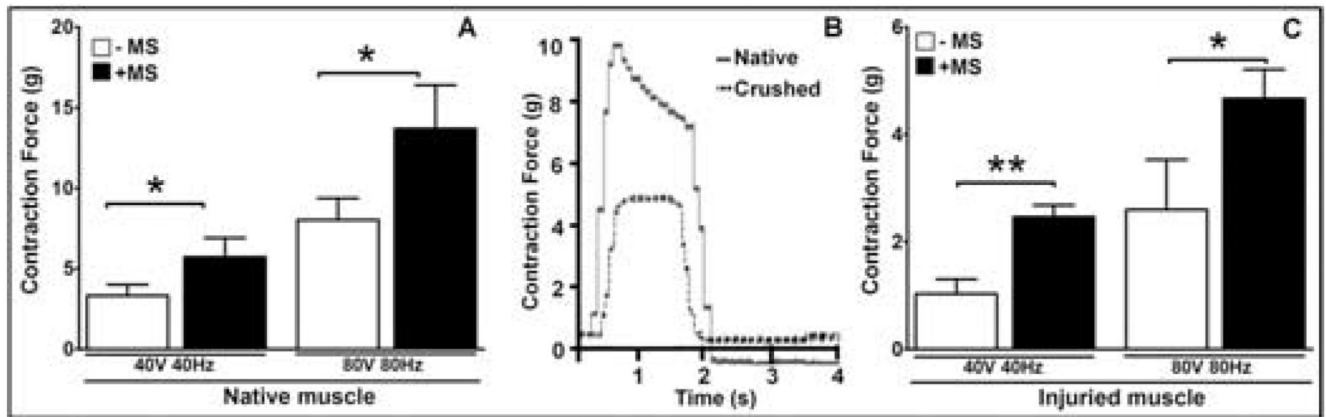 A
- MS
+MS
*
*
20
15
10
5
0
Contraction Force (g)
40V 40Hz
80V 80Hz
Native muscle
B
Native
Crushed
10
8
6
4
2
0
Contraction Force (g)
1
2
3
4
Time (s)
C
- MS
+MS
**
*
6
4
2
0
Contraction Force (g)
40V 40Hz
80V 80Hz
Injuried muscle